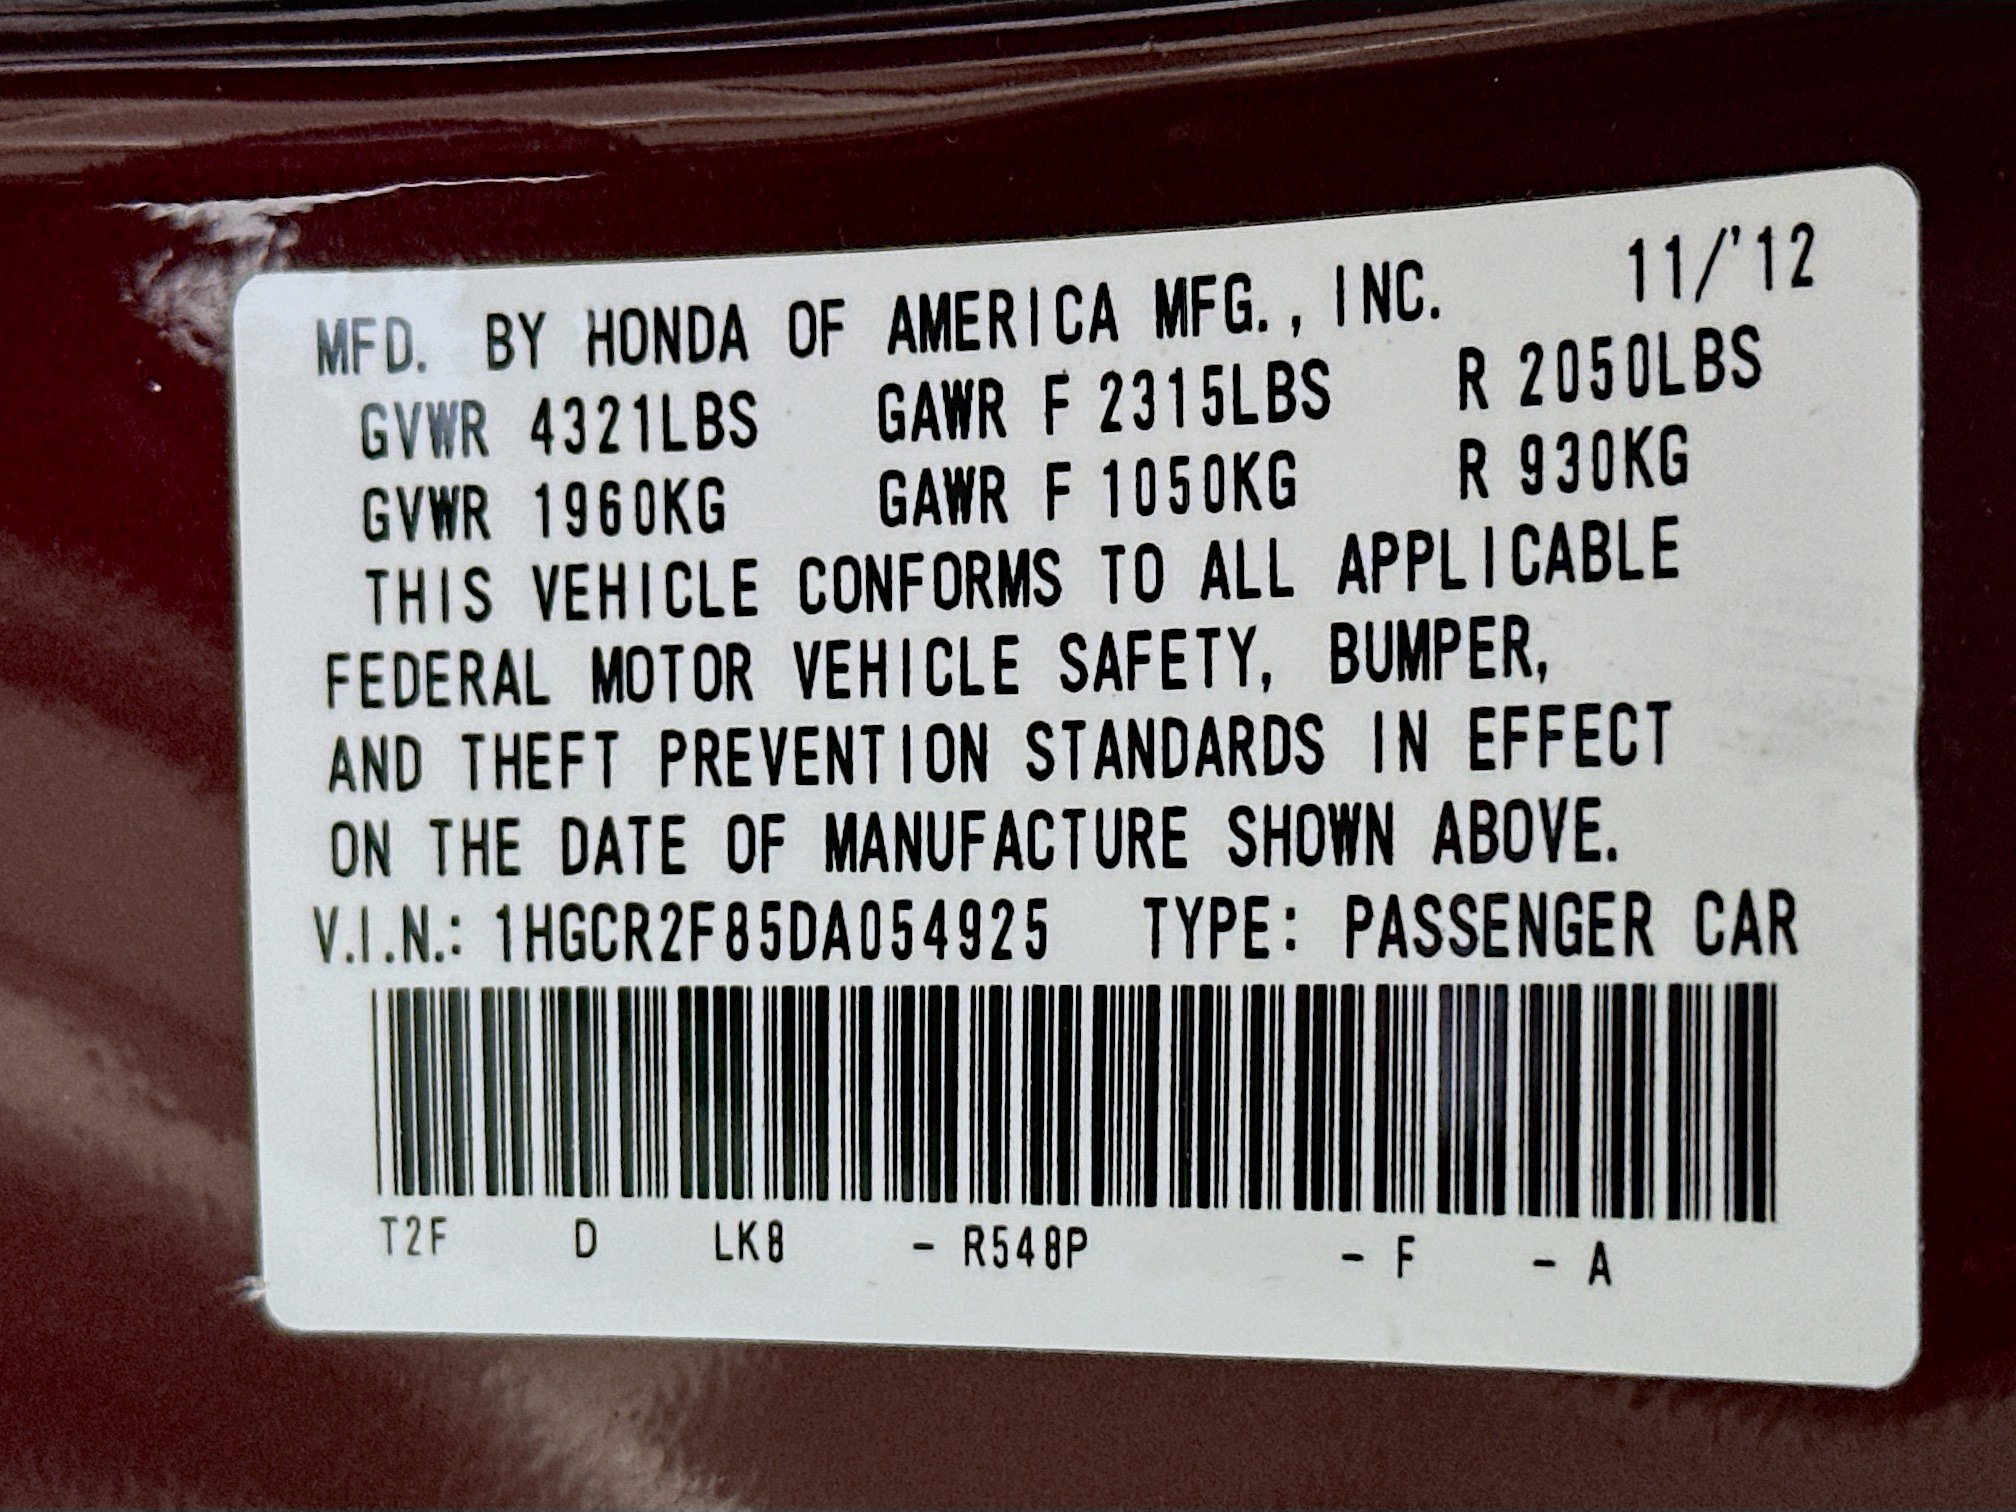 MFD. BY HONDA OF AMERICA MFG., INC. 11/'12
GVWR 4321LBS GAWR F 2315LBS R 2050LBS
GVWR 1960KG GAWR F 1050KG R 930KG
THIS VEHICLE CONFORMS TO ALL APPLICABLE
FEDERAL MOTOR VEHICLE SAFETY, BUMPER,
AND THEFT PREVENTION STANDARDS IN EFFECT
ON THE DATE OF MANUFACTURE SHOWN ABOVE.
V.I.N.: 1HGCR2F85DA054925 TYPE: PASSENGER CAR
T2F D LK8 - R548P - F - A